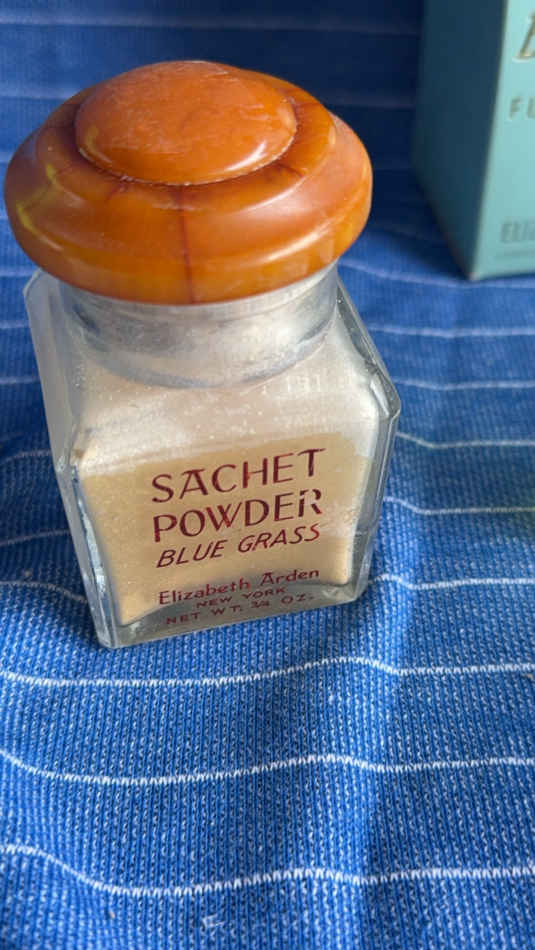 SACHET
POWDER
BLUE GRASS
Elizabeth Arden
NEW YORK
NET WT. 3/4 OZ.